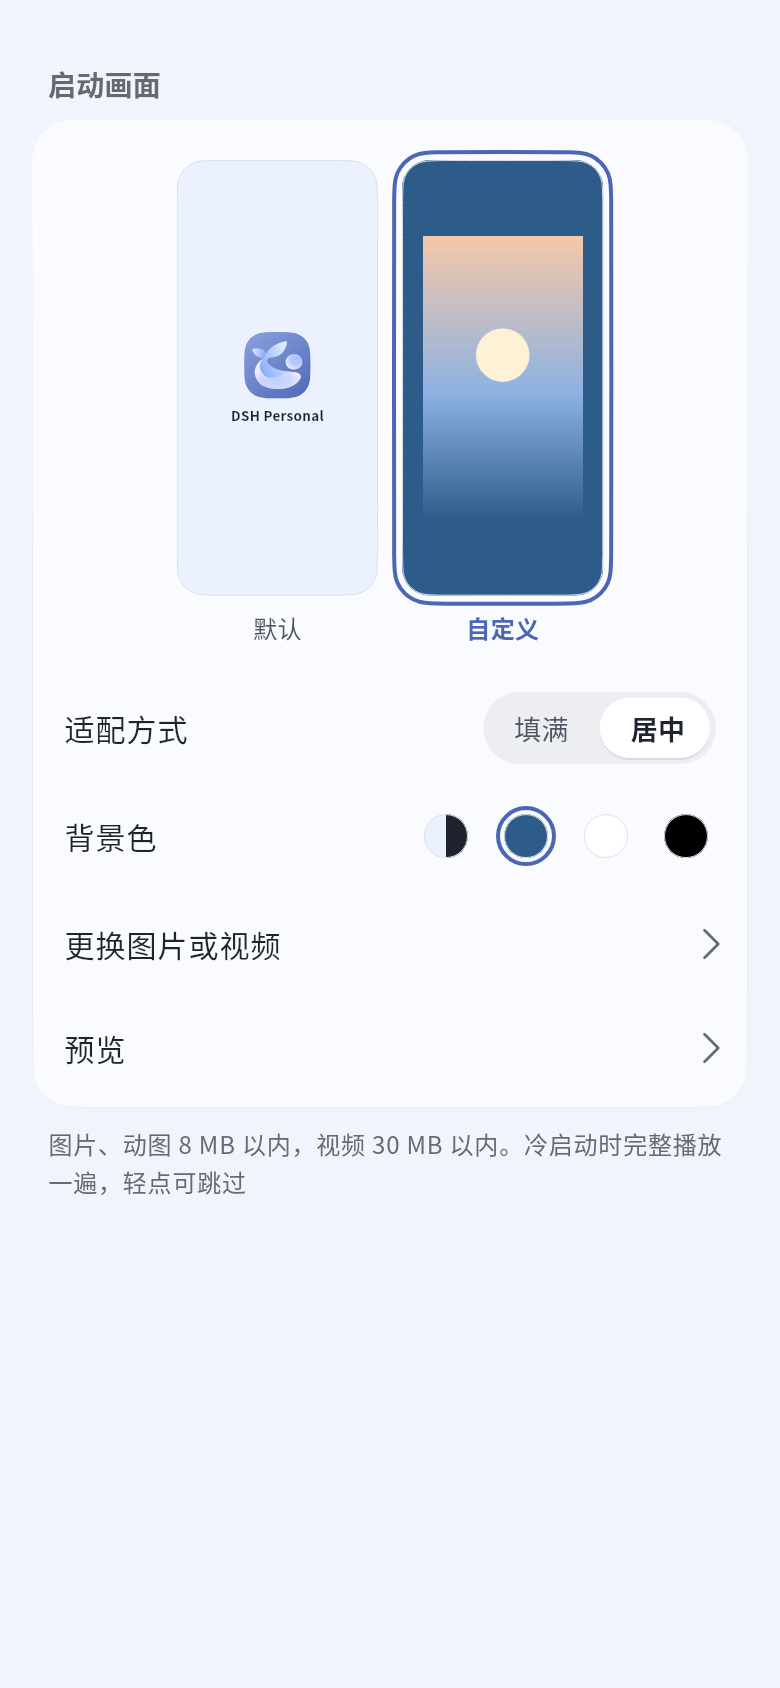 启动画面
DSH Personal
默认
自定义
适配方式
填满
居中
背景色
更换图片或视频
预览
图片、动图 8 MB 以内，视频 30 MB 以内。冷启动时完整播放
一遍，轻点可跳过